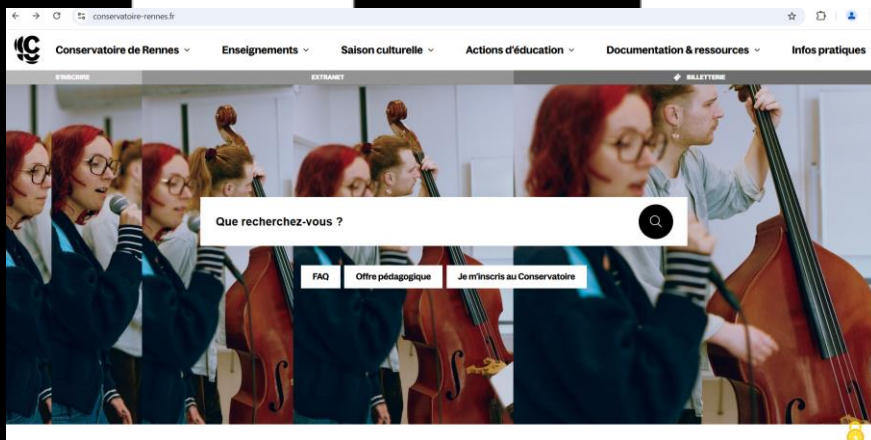 conservatoire-rennes.fr
Conservatoire de Rennes Enseignements Saison culturelle Actions d'éducation Documentation & ressources Infos pratiques
S'INSCRIRE EXTRANET BILLETTERIE
Que recherchez-vous ?
FAQ Offre pédagogique Je m'inscris au Conservatoire